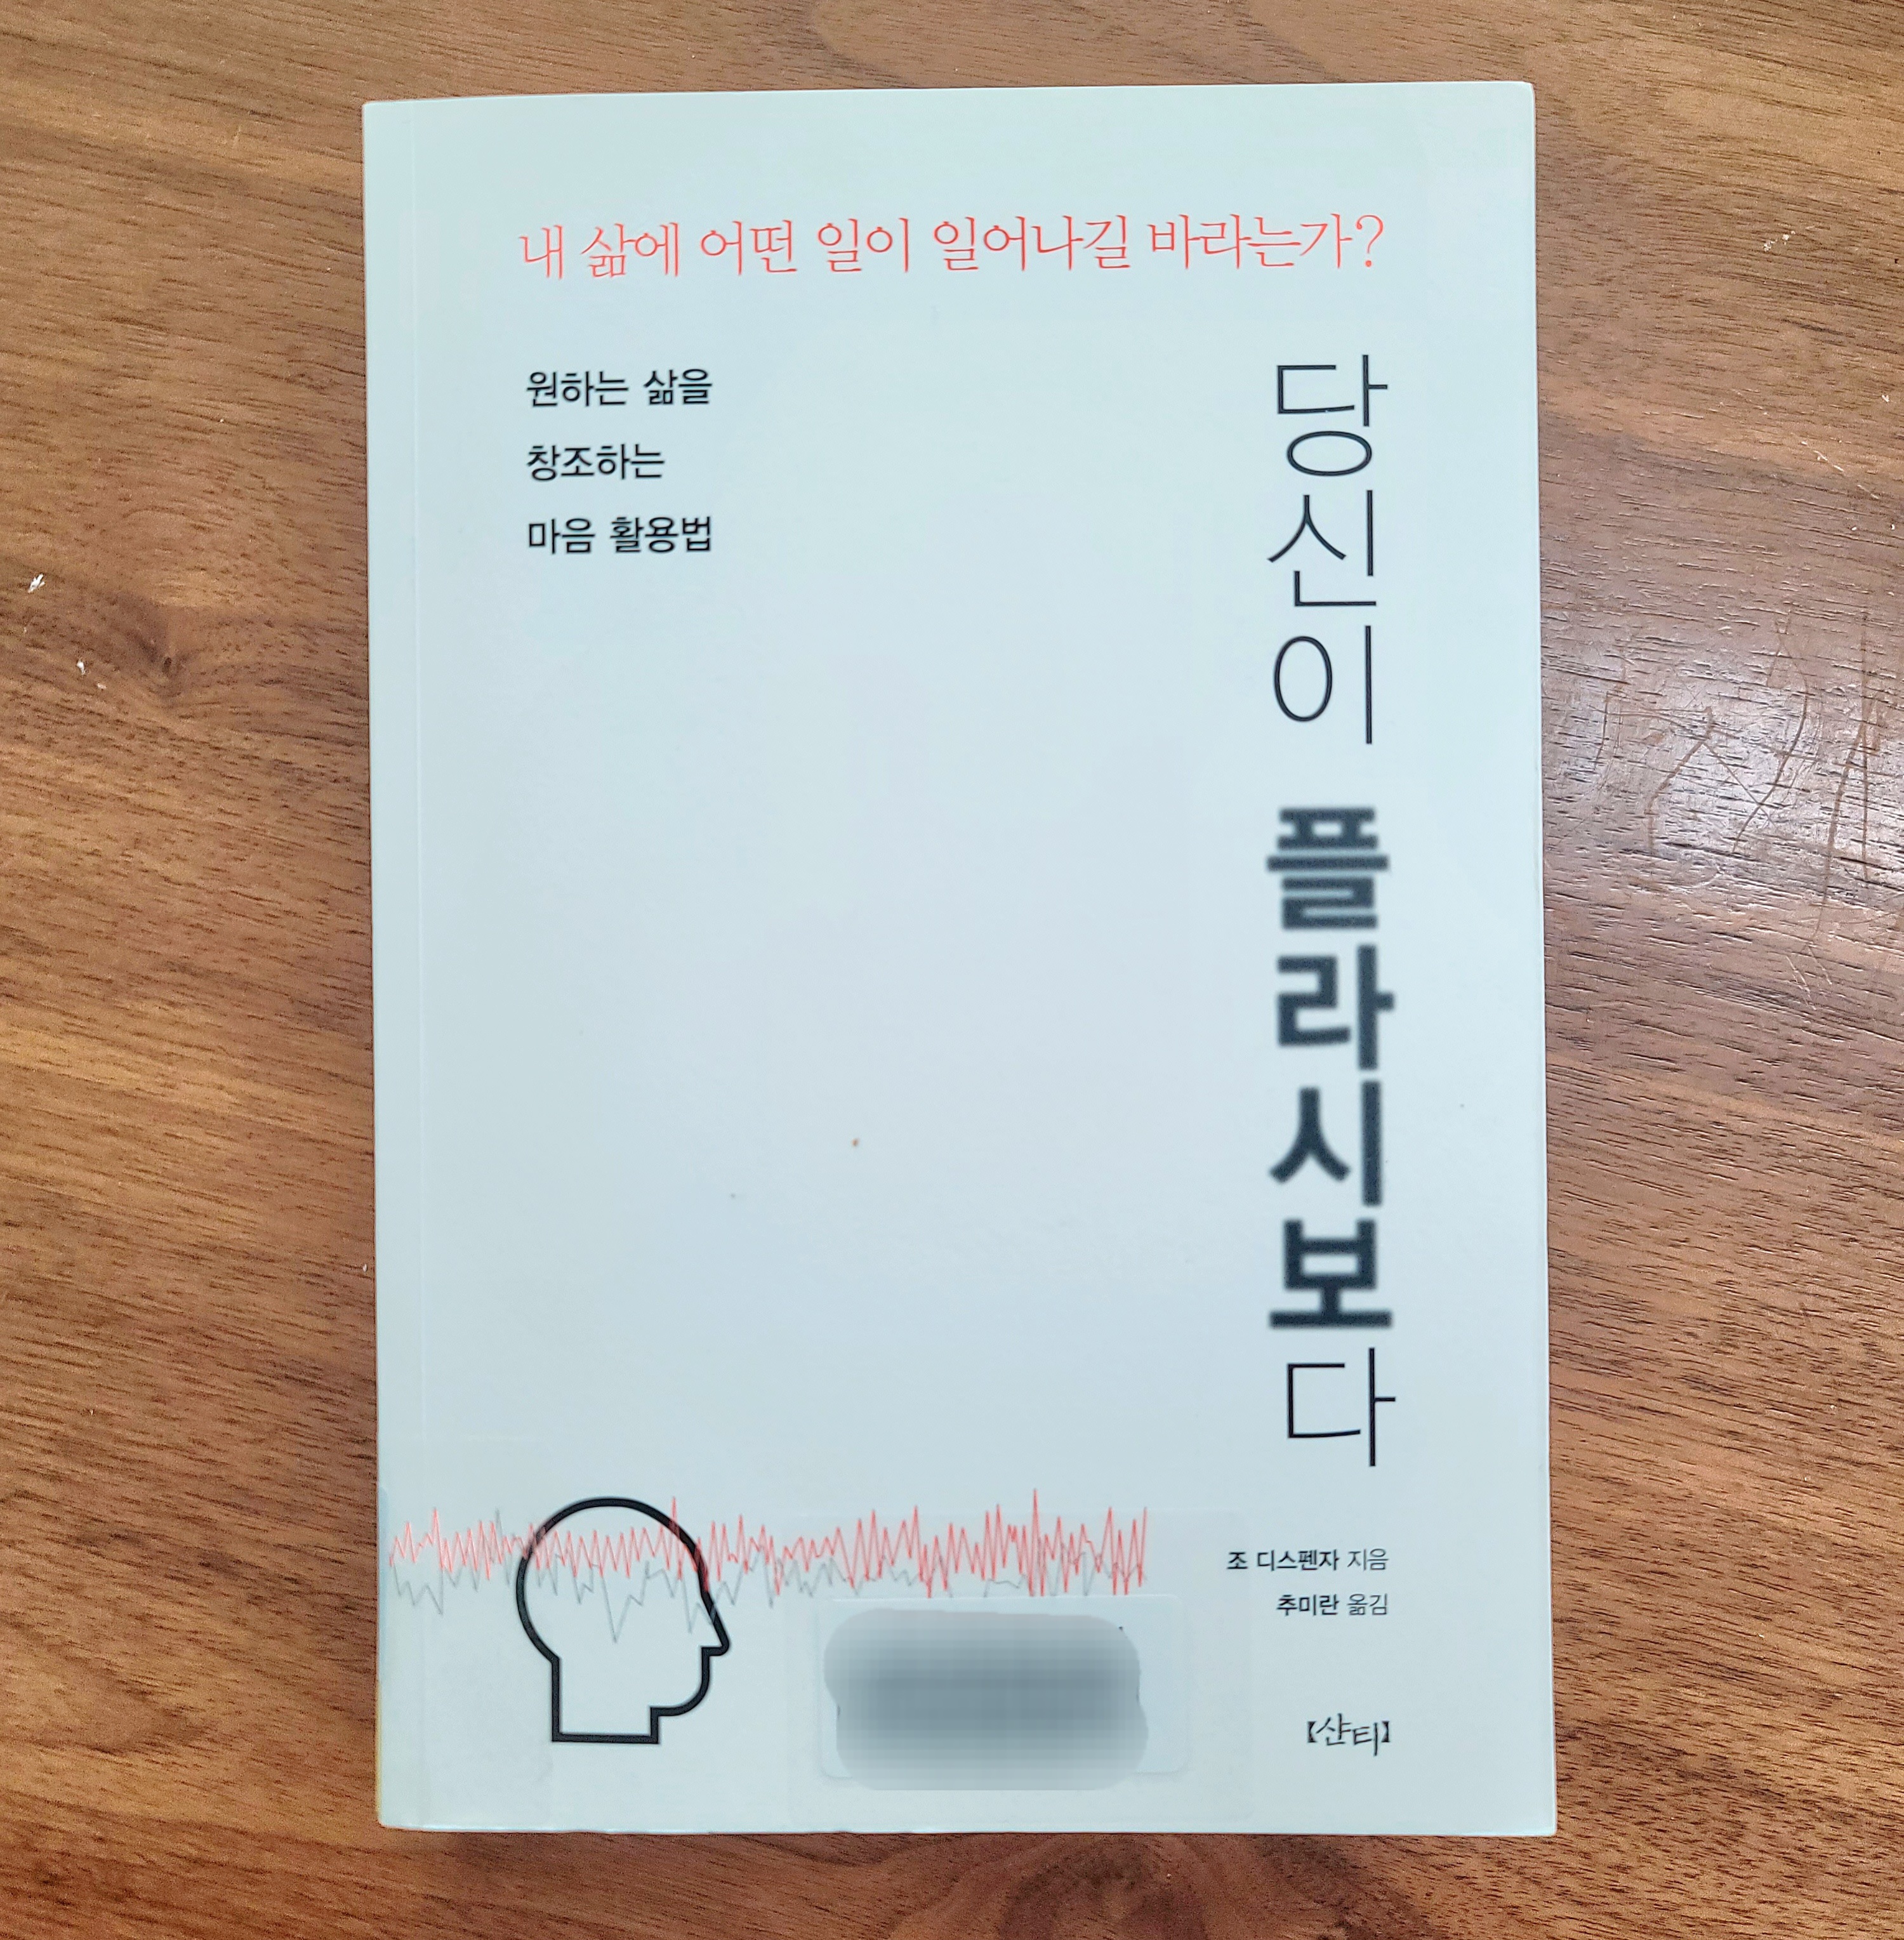 내 삶에 어떤 일이 일어나길 바라는가?
원하는 삶을
창조하는
마음 활용법
당신이 플라시보다
조 디스펜자 지음
추미란 옮김
【샨티】